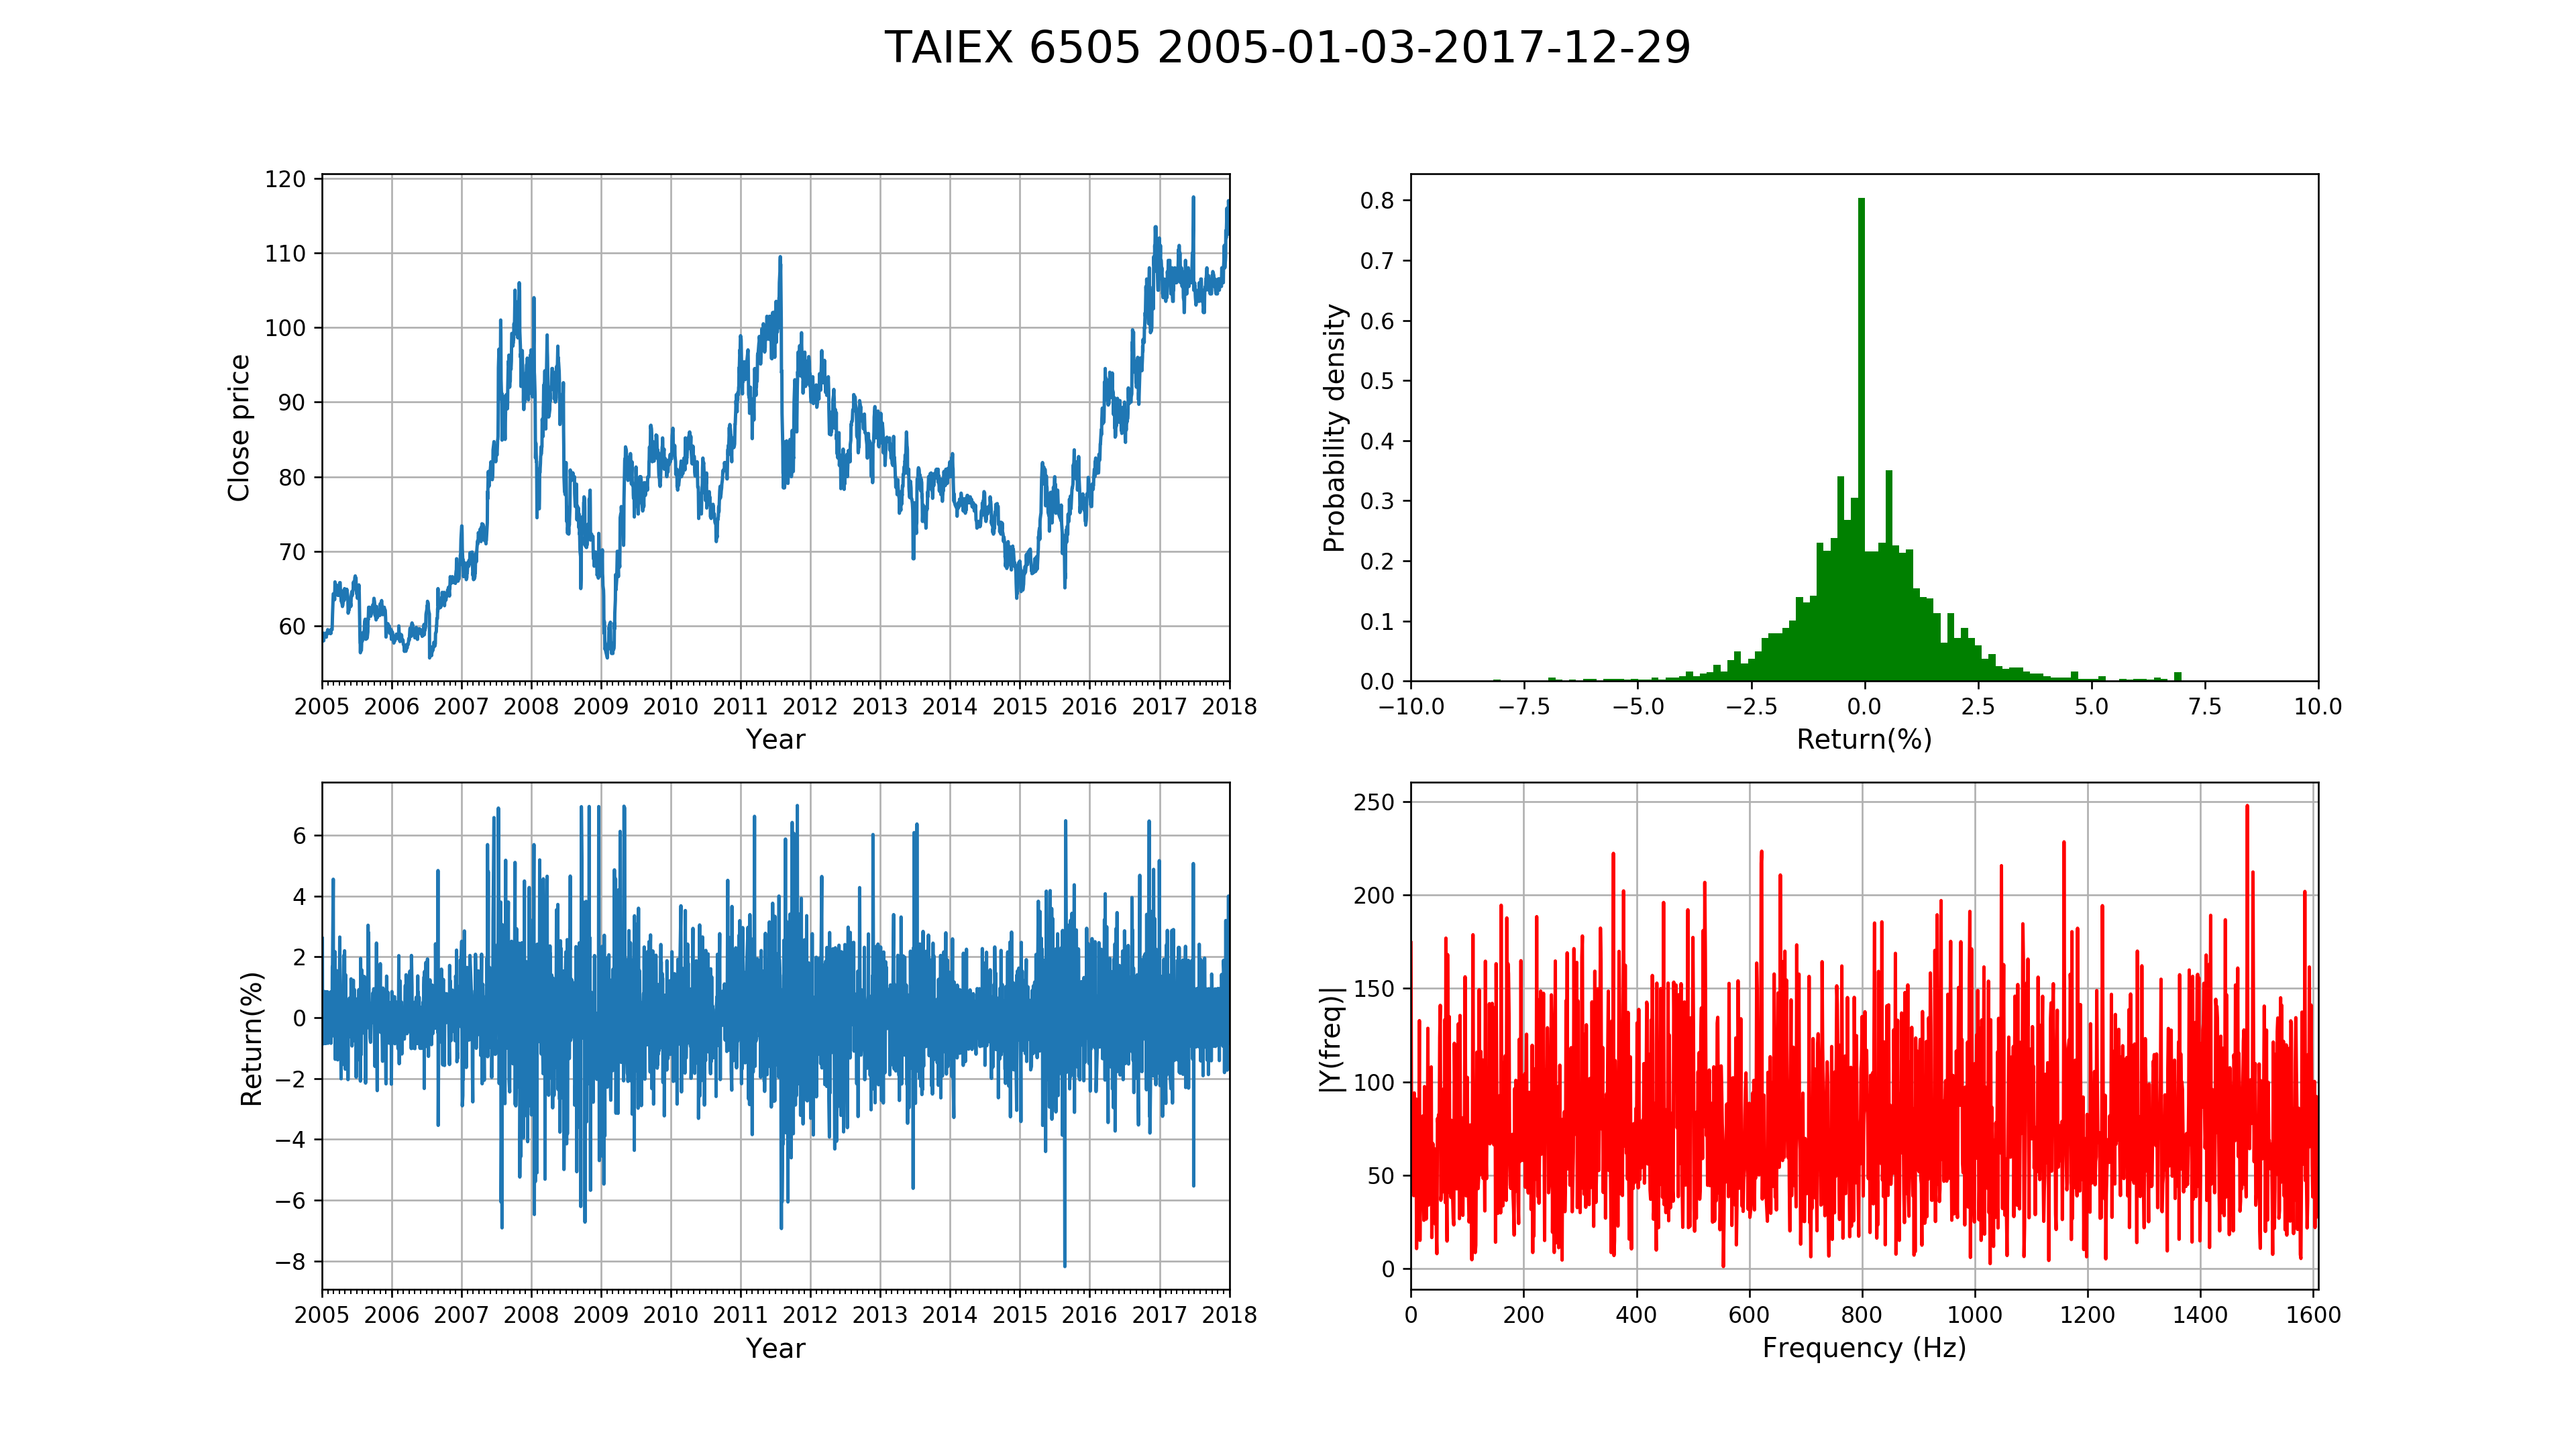 TAIEX 6505 2005-01-03-2017-12-29
120
110
100
90
80
70
60
Close price
2005 2006 2007 2008 2009 2010 2011 2012 2013 2014 2015 2016 2017 2018
Year
0.8
0.7
0.6
0.5
0.4
0.3
0.2
0.1
0.0
Probability density
−10.0 −7.5 −5.0 −2.5 0.0 2.5 5.0 7.5 10.0
Return(%)
6
4
2
0
−2
−4
−6
−8
Return(%)
2005 2006 2007 2008 2009 2010 2011 2012 2013 2014 2015 2016 2017 2018
Year
250
200
150
100
50
0
|Y(freq)|
0 200 400 600 800 1000 1200 1400 1600
Frequency (Hz)